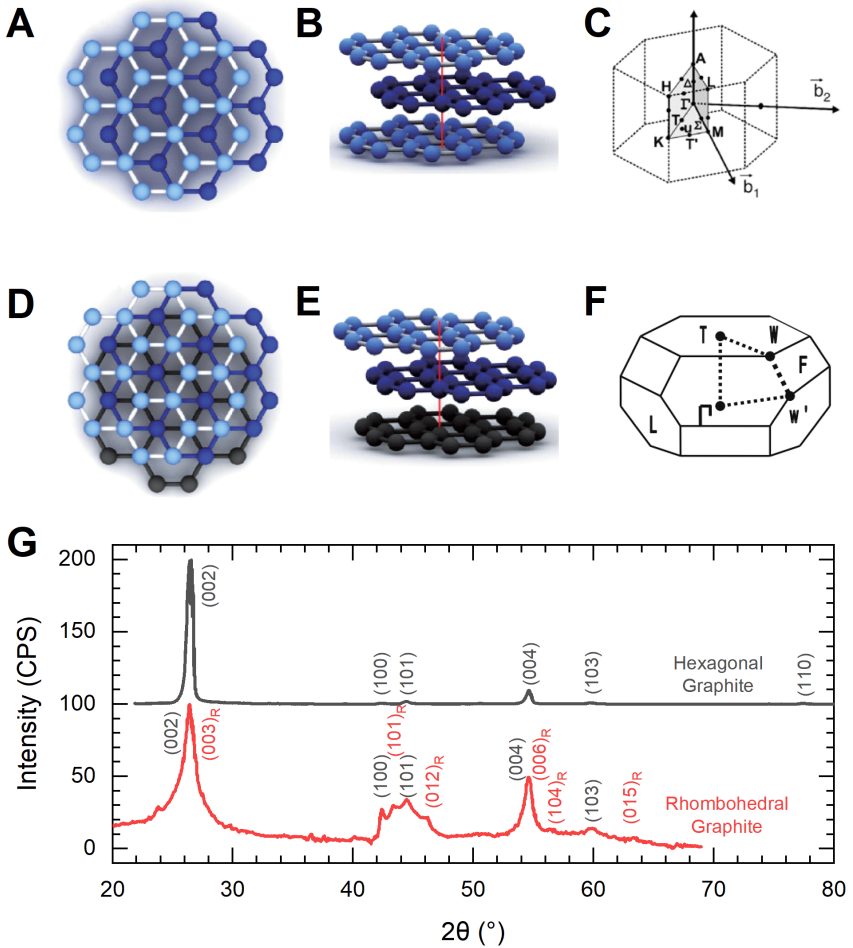 A
B
C
A
H
Δ
L
Γ
T
u
Σ
K
M
T'
b₂
b₁
D
E
F
T
W
F
Γ
W'
L
G
Intensity (CPS)
200
150
100
50
0
(002)
(100)
(101)
(004)
(103)
(110)
Hexagonal
Graphite
(002)
(003)R
(100)
(101)R
(101)
(012)R
(004)
(006)R
(104)R
(103)
(015)R
Rhombohedral
Graphite
20
30
40
50
60
70
80
2θ (°)